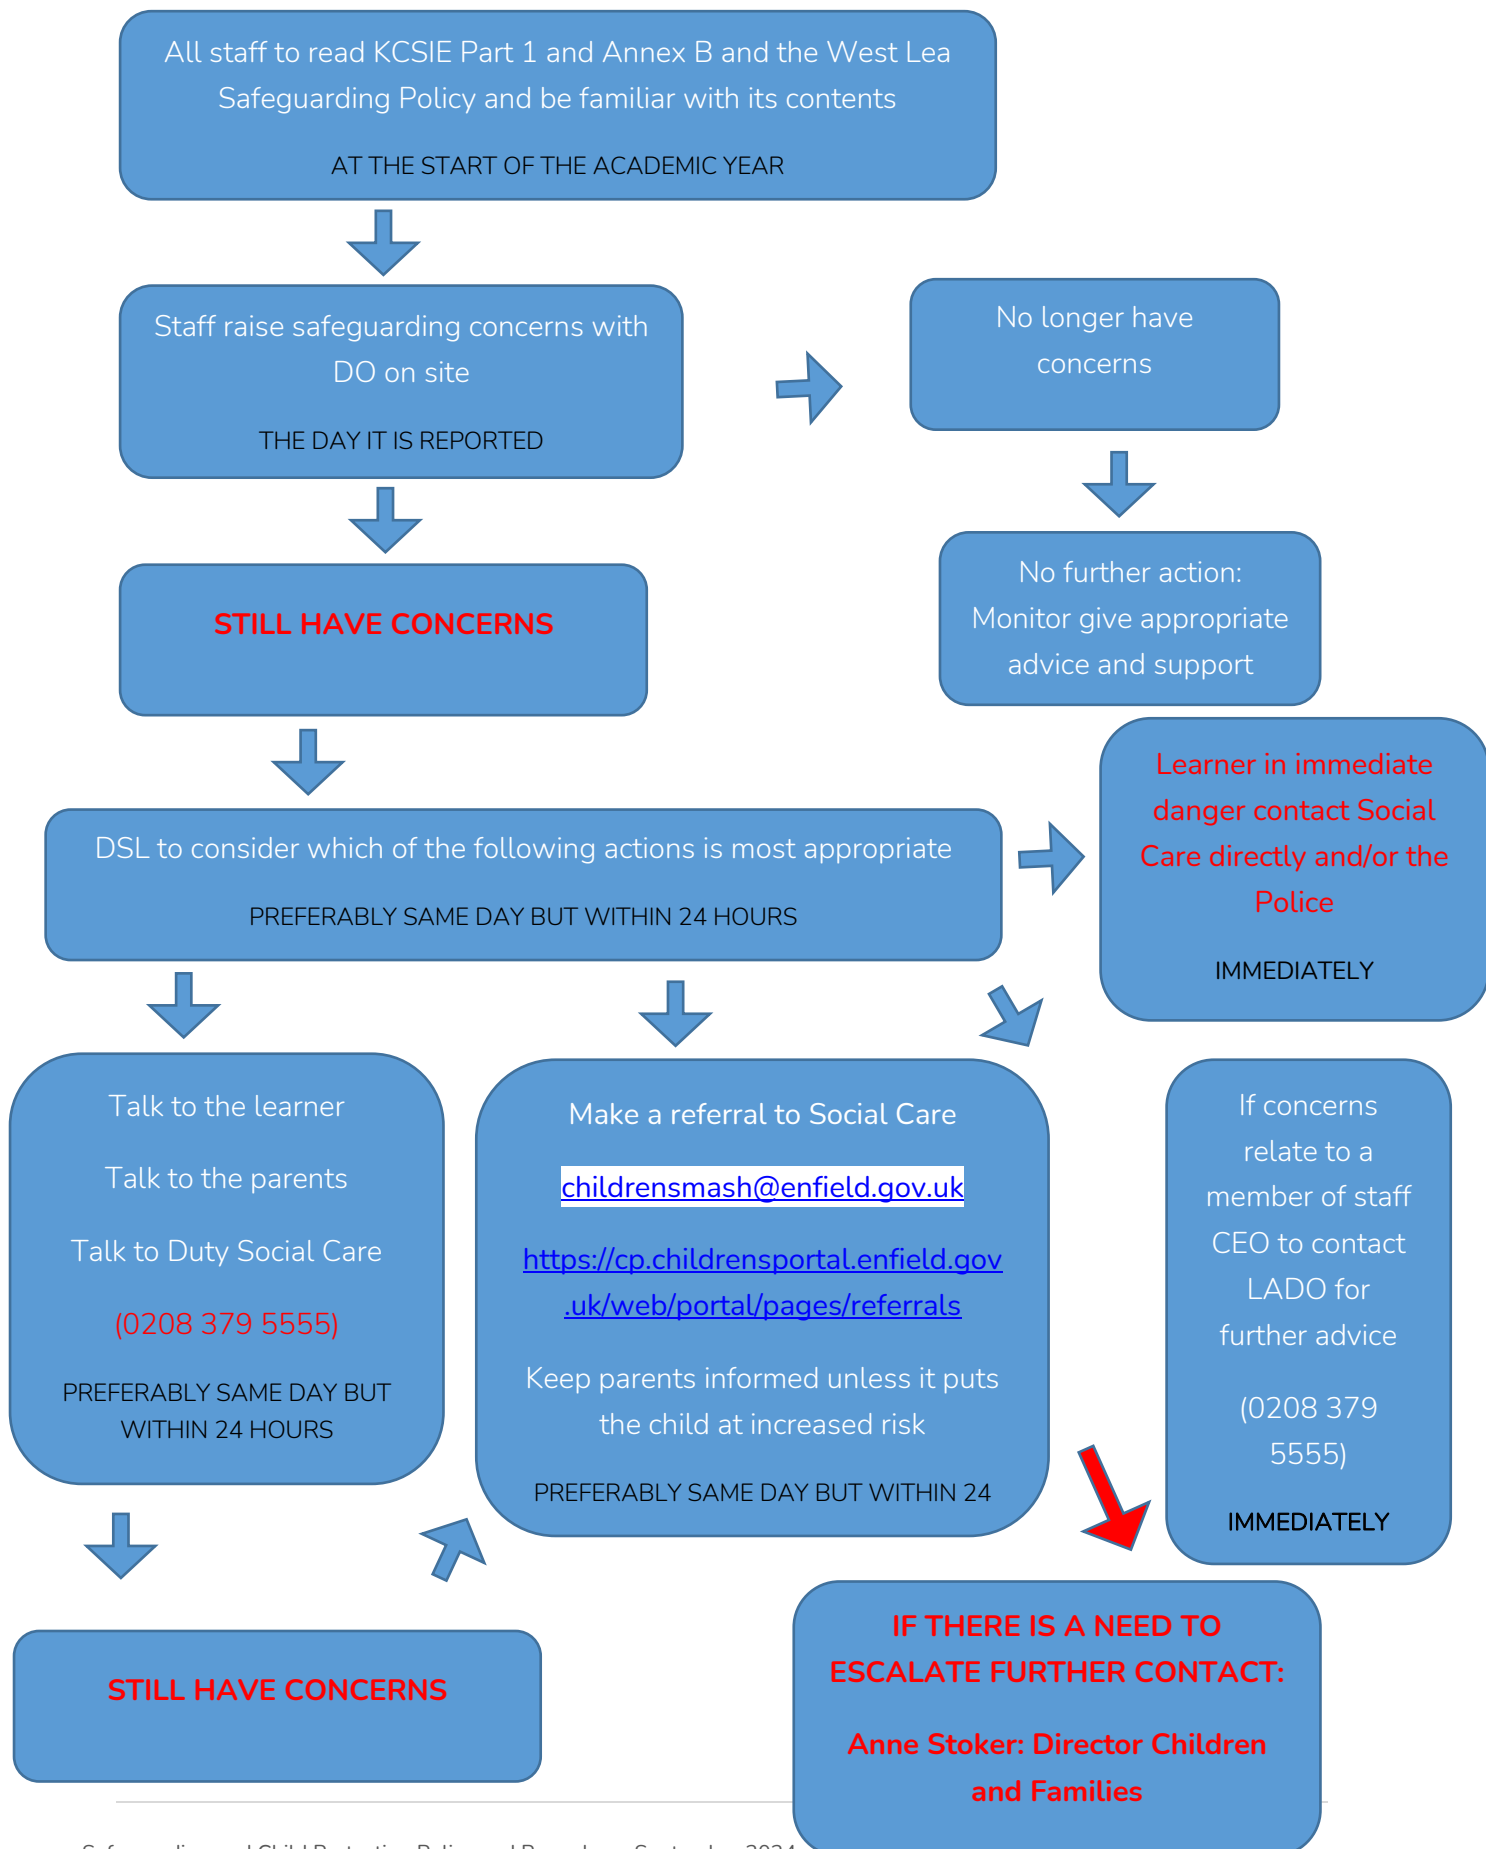 All staff to read KCSIE Part 1 and Annex B and the West Lea
Safeguarding Policy and be familiar with its contents
AT THE START OF THE ACADEMIC YEAR
Staff raise safeguarding concerns with
DO on site
THE DAY IT IS REPORTED
No longer have
concerns
STILL HAVE CONCERNS
No further action:
Monitor give appropriate
advice and support
DSL to consider which of the following actions is most appropriate
PREFERABLY SAME DAY BUT WITHIN 24 HOURS
Learner in immediate
danger contact Social
Care directly and/or the
Police
IMMEDIATELY
Talk to the learner
Talk to the parents
Talk to Duty Social Care
(0208 379 5555)
PREFERABLY SAME DAY BUT
WITHIN 24 HOURS
Make a referral to Social Care
childrensmash@enfield.gov.uk
https://cp.childrensportal.enfield.gov
.uk/web/portal/pages/referrals
Keep parents informed unless it puts
the child at increased risk
PREFERABLY SAME DAY BUT WITHIN 24
If concerns
relate to a
member of staff
CEO to contact
LADO for
further advice
(0208 379
5555)
IMMEDIATELY
STILL HAVE CONCERNS
IF THERE IS A NEED TO
ESCALATE FURTHER CONTACT:
Anne Stoker: Director Children
and Families